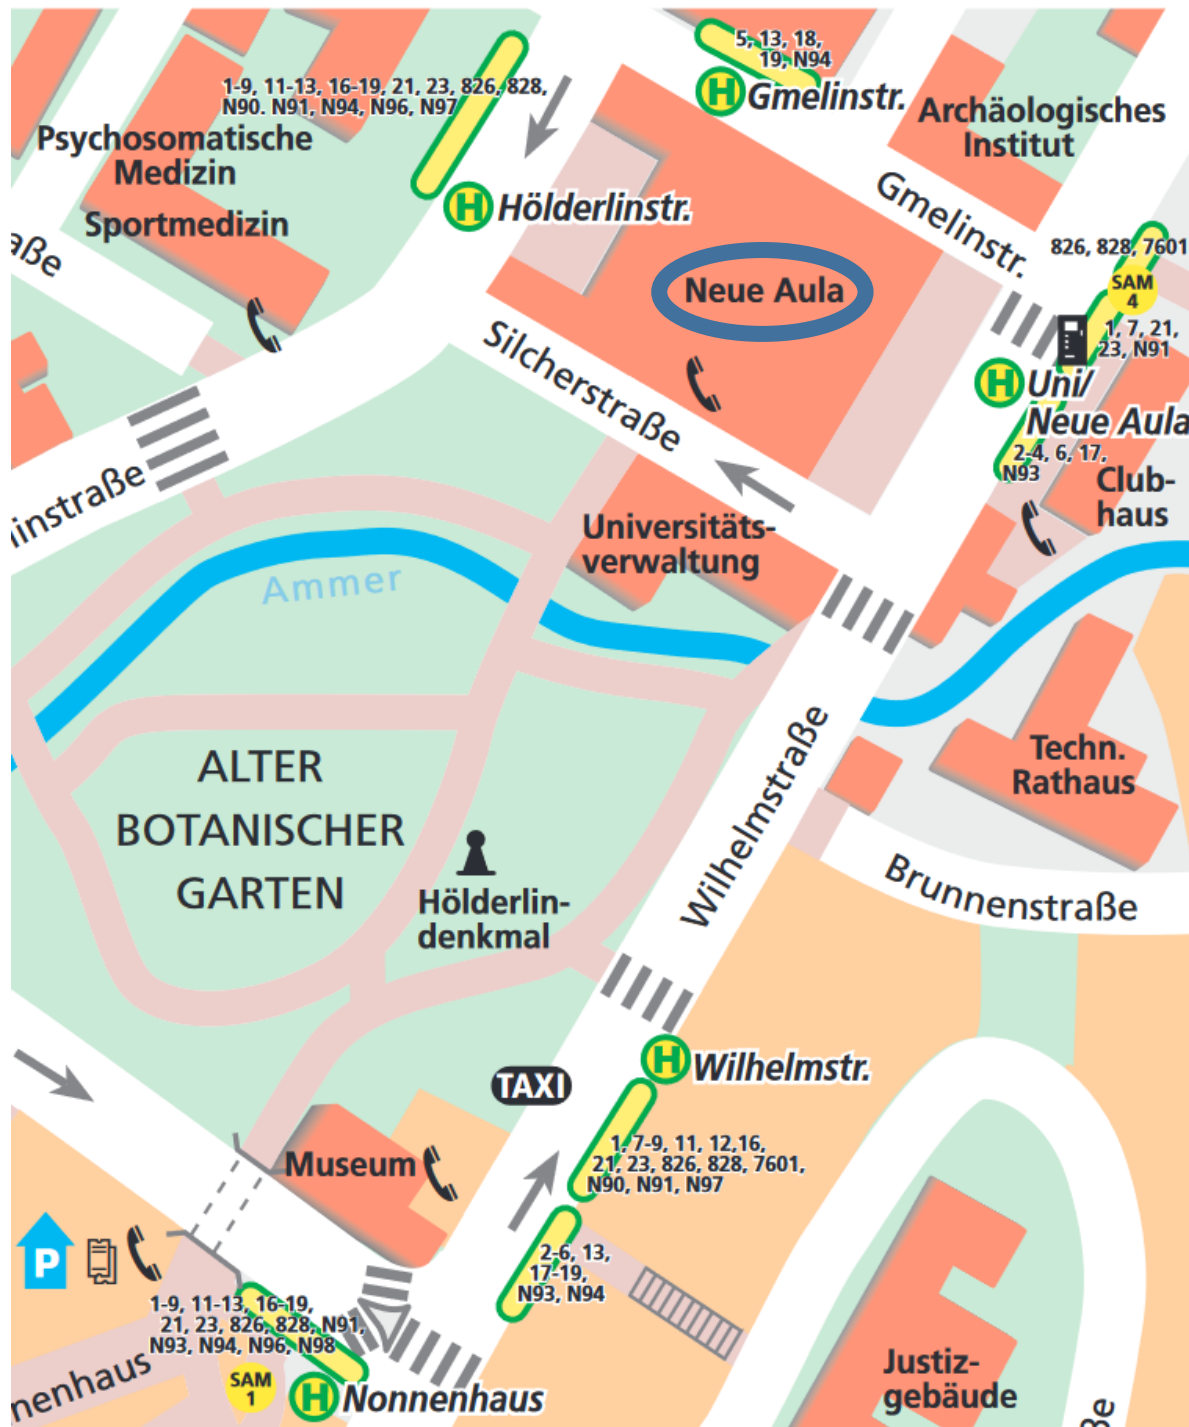 5, 13, 18,
19, N94
H Gmelinstr.
1-9, 11-13, 16-19, 21, 23, 826, 828,
N90. N91, N94, N96, N97
Archäologisches
Institut
Psychosomatische
Medizin
Sportmedizin
H Hölderlinstr.
Gmelinstr.
aße
826, 828, 7601
SAM
4
Neue Aula
1, 7, 21,
23, N91
Silcherstraße
H Uni/
Neue Aula
2-4, 6, 17,
N93
Club-
haus
linstraße
Universitäts-
verwaltung
Ammer
Techn.
Rathaus
Wilhelmstraße
ALTER
BOTANISCHER
GARTEN
Brunnenstraße
Hölderlin-
denkmal
H Wilhelmstr.
TAXI
1, 7-9, 11, 12,16,
21, 23, 826, 828, 7601,
N90, N91, N97
Museum
P
2-6, 13,
17-19,
N93, N94
1-9, 11-13, 16-19,
21, 23, 826, 828, N91,
N93, N94, N96, N98
nenhaus
SAM
1
H Nonnenhaus
Justiz-
gebäude
ße